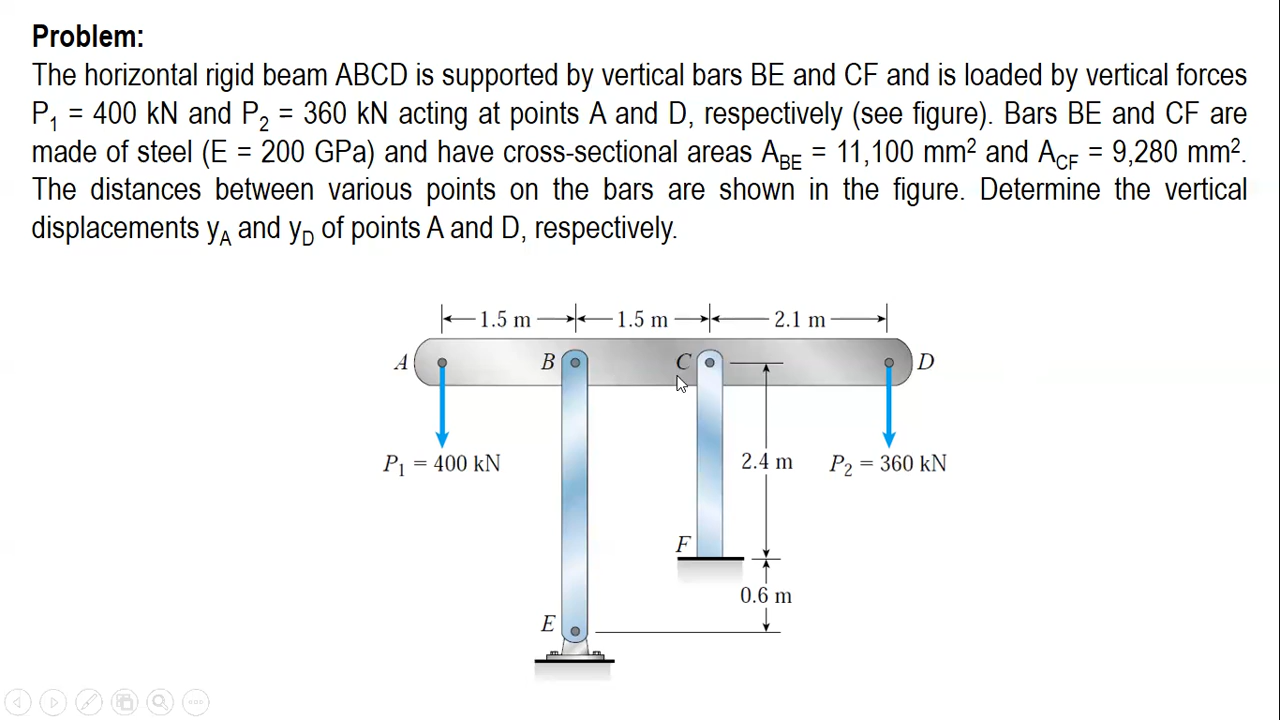 Problem:
The horizontal rigid beam ABCD is supported by vertical bars BE and CF and is loaded by vertical forces
P₁ = 400 kN and P₂ = 360 kN acting at points A and D, respectively (see figure). Bars BE and CF are
made of steel (E = 200 GPa) and have cross-sectional areas A_BE = 11,100 mm² and A_CF = 9,280 mm².
The distances between various points on the bars are shown in the figure. Determine the vertical
displacements y_A and y_D of points A and D, respectively.
1.5 m 1.5 m 2.1 m
A B C D
P₁ = 400 kN 2.4 m P₂ = 360 kN
F
0.6 m
E